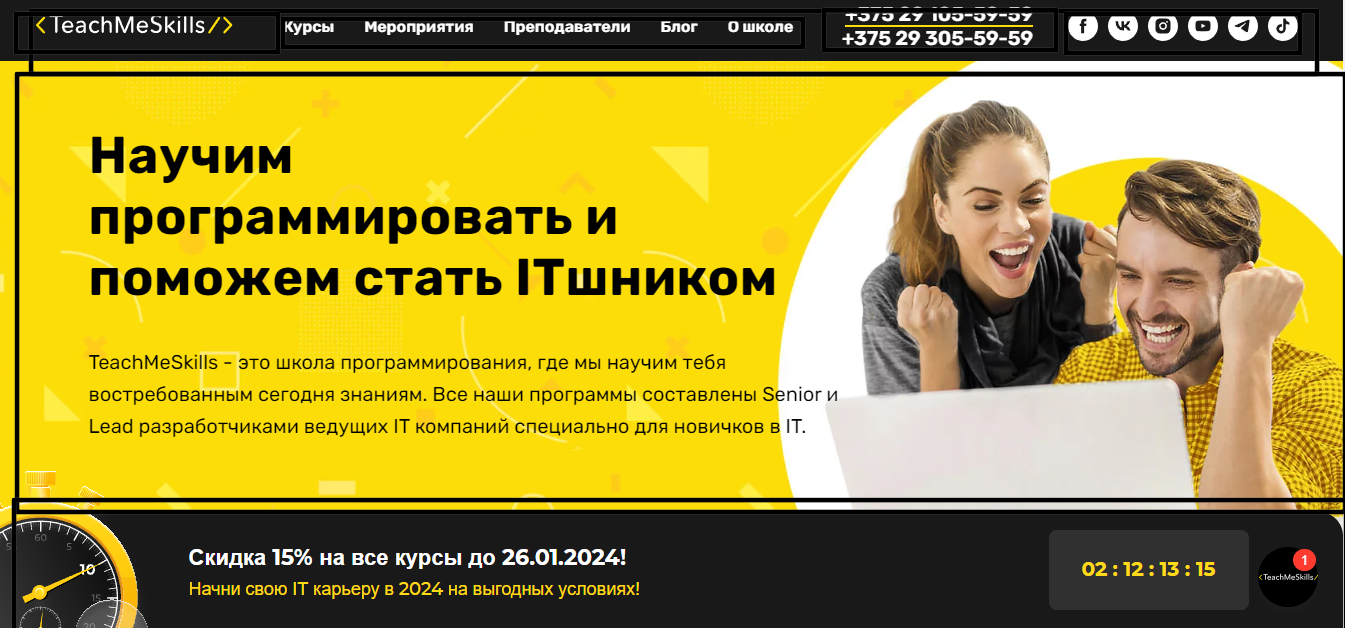 <TeachMeSkills/>
Курсы Мероприятия Преподаватели Блог О школе
+375 29 105-59-59
+375 29 305-59-59
Научим
программировать и
поможем стать ITшником
TeachMeSkills - это школа программирования, где мы научим тебя
востребованным сегодня знаниям. Все наши программы составлены Senior и
Lead разработчиками ведущих IT компаний специально для новичков в IT.
60
5
5
10
15
20
Скидка 15% на все курсы до 26.01.2024!
Начни свою IT карьеру в 2024 на выгодных условиях!
02 : 12 : 13 : 15
1
<TeachMeSkills/